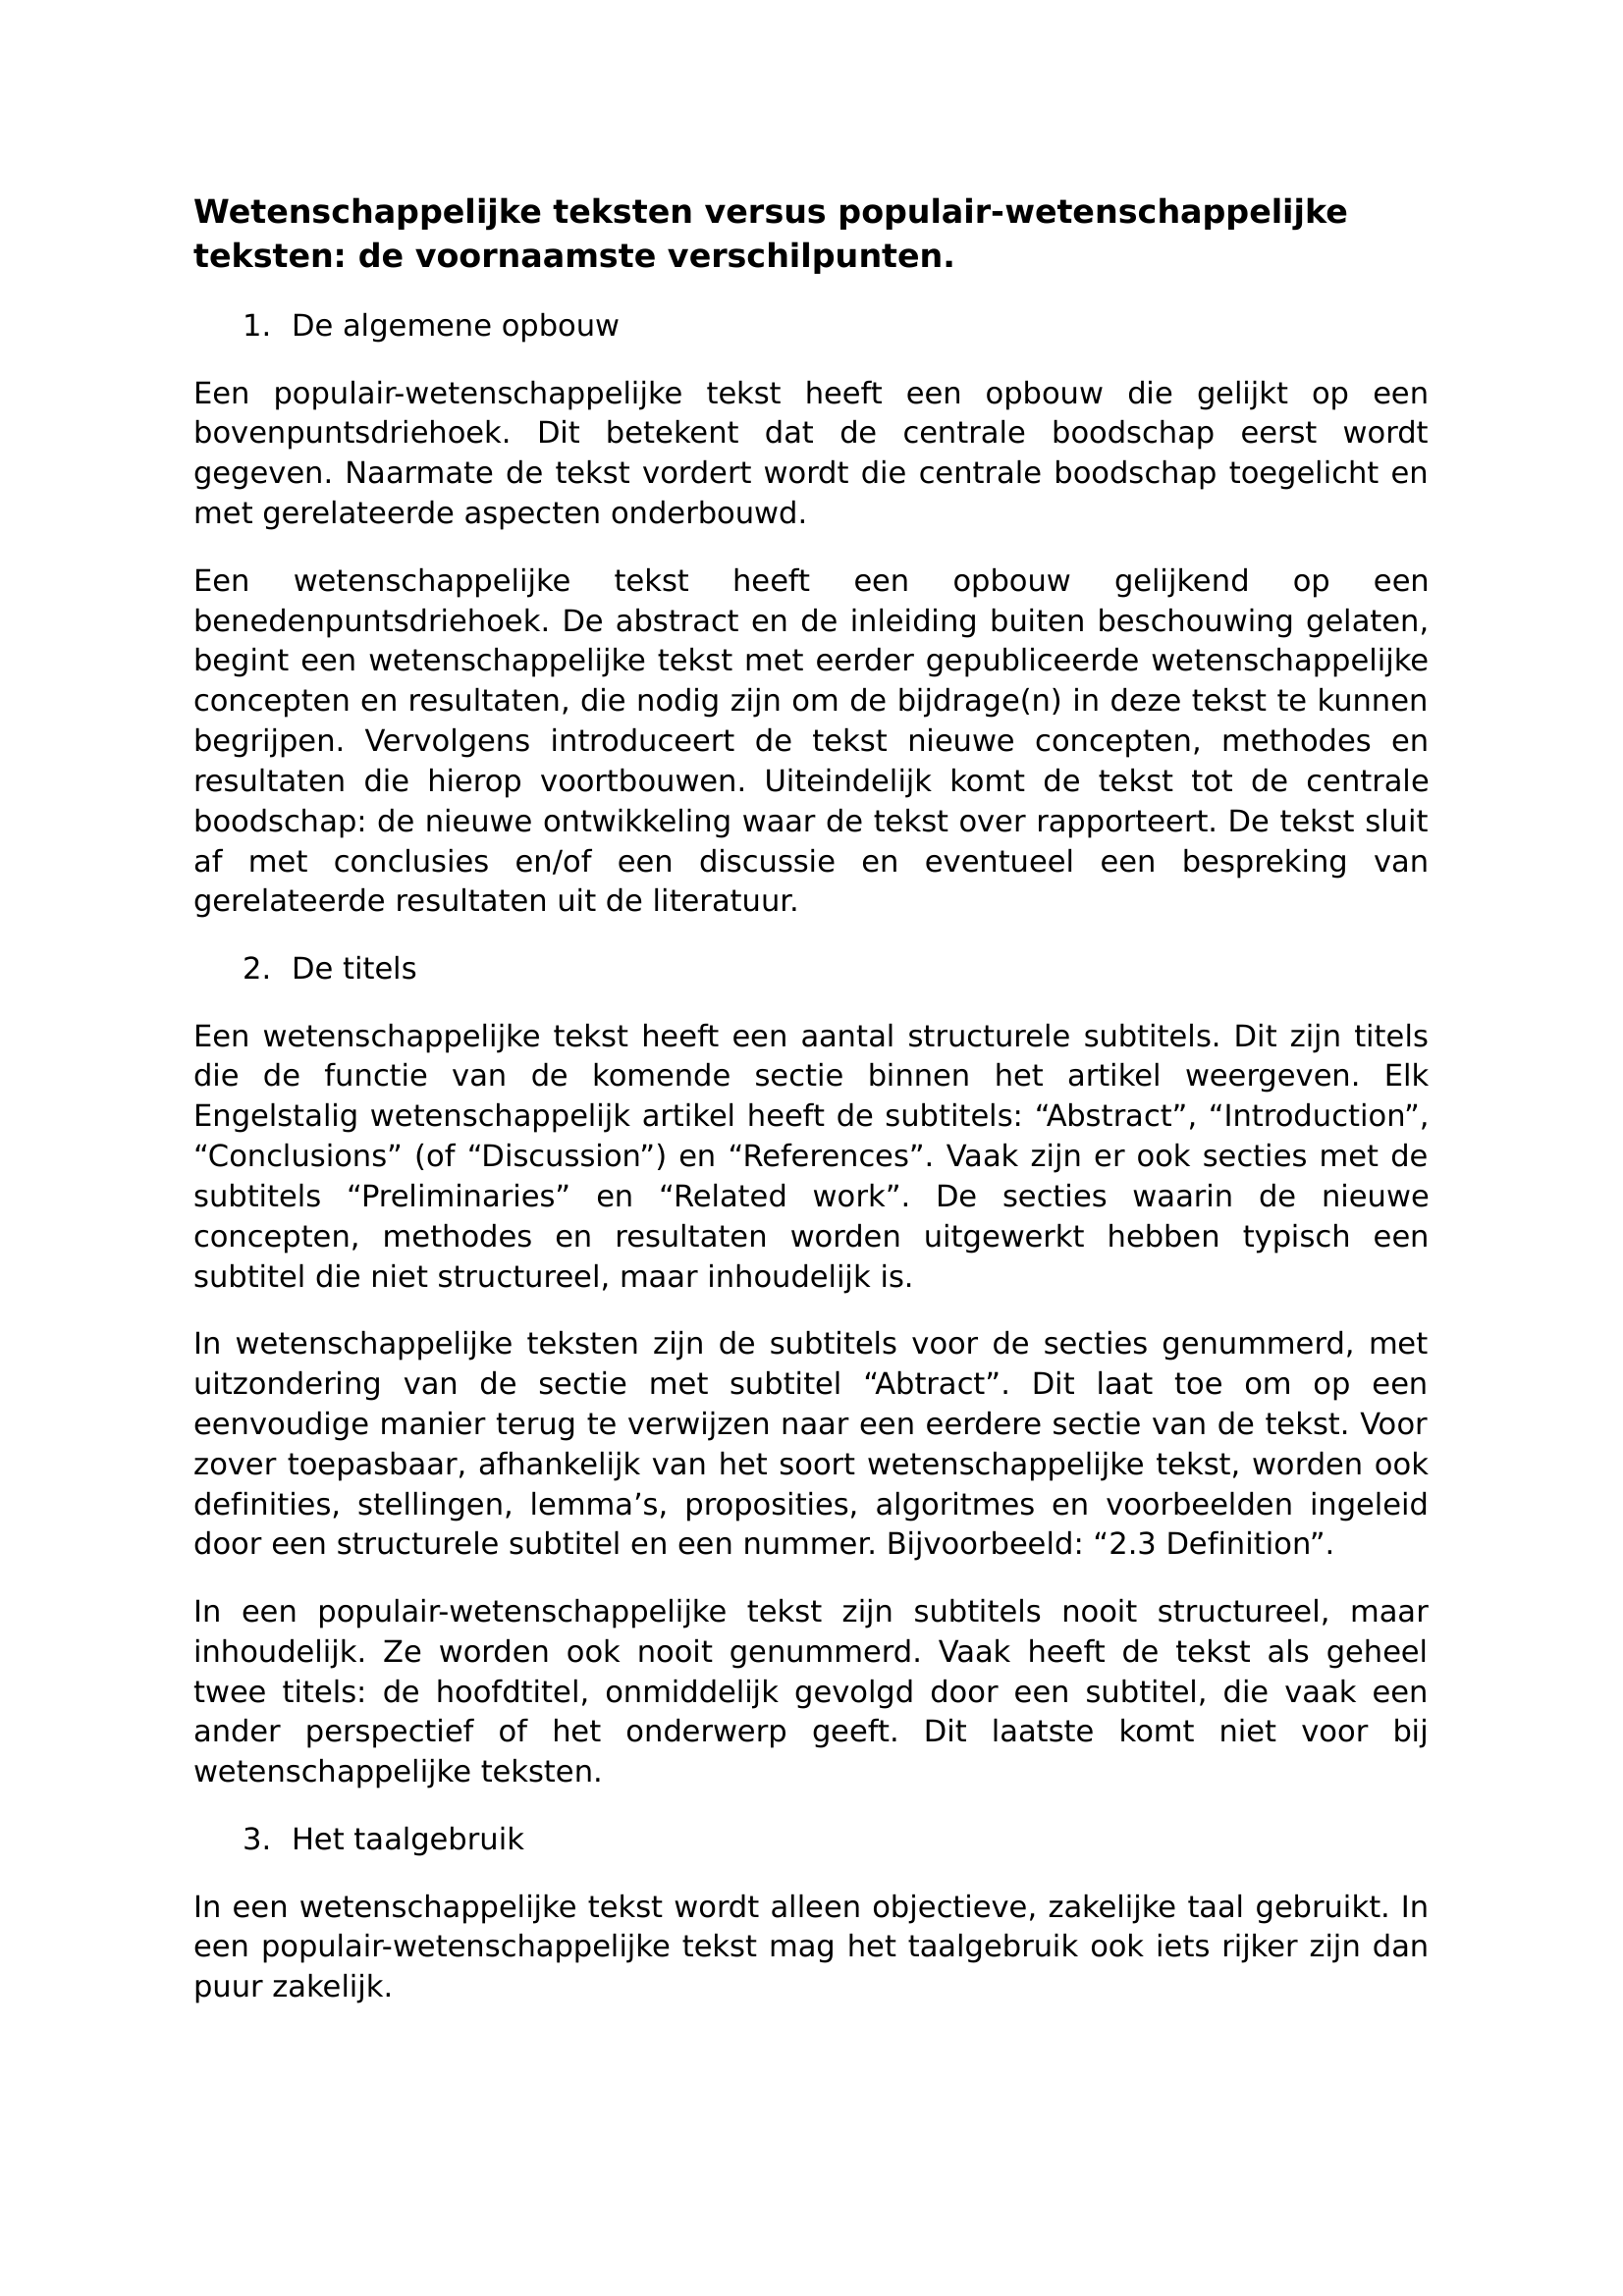 Wetenschappelijke teksten versus populair-wetenschappelijke
teksten: de voornaamste verschilpunten.
1. De algemene opbouw
Een populair-wetenschappelijke tekst heeft een opbouw die gelijkt op een
bovenpuntsdriehoek. Dit betekent dat de centrale boodschap eerst wordt
gegeven. Naarmate de tekst vordert wordt die centrale boodschap toegelicht en
met gerelateerde aspecten onderbouwd.
Een wetenschappelijke tekst heeft een opbouw gelijkend op een
benedenpuntsdriehoek. De abstract en de inleiding buiten beschouwing gelaten,
begint een wetenschappelijke tekst met eerder gepubliceerde wetenschappelijke
concepten en resultaten, die nodig zijn om de bijdrage(n) in deze tekst te kunnen
begrijpen. Vervolgens introduceert de tekst nieuwe concepten, methodes en
resultaten die hierop voortbouwen. Uiteindelijk komt de tekst tot de centrale
boodschap: de nieuwe ontwikkeling waar de tekst over rapporteert. De tekst sluit
af met conclusies en/of een discussie en eventueel een bespreking van
gerelateerde resultaten uit de literatuur.
2. De titels
Een wetenschappelijke tekst heeft een aantal structurele subtitels. Dit zijn titels
die de functie van de komende sectie binnen het artikel weergeven. Elk
Engelstalig wetenschappelijk artikel heeft de subtitels: “Abstract”, “Introduction”,
“Conclusions” (of “Discussion”) en “References”. Vaak zijn er ook secties met de
subtitels “Preliminaries” en “Related work”. De secties waarin de nieuwe
concepten, methodes en resultaten worden uitgewerkt hebben typisch een
subtitel die niet structureel, maar inhoudelijk is.
In wetenschappelijke teksten zijn de subtitels voor de secties genummerd, met
uitzondering van de sectie met subtitel “Abtract”. Dit laat toe om op een
eenvoudige manier terug te verwijzen naar een eerdere sectie van de tekst. Voor
zover toepasbaar, afhankelijk van het soort wetenschappelijke tekst, worden ook
definities, stellingen, lemma’s, proposities, algoritmes en voorbeelden ingeleid
door een structurele subtitel en een nummer. Bijvoorbeeld: “2.3 Definition”.
In een populair-wetenschappelijke tekst zijn subtitels nooit structureel, maar
inhoudelijk. Ze worden ook nooit genummerd. Vaak heeft de tekst als geheel
twee titels: de hoofdtitel, onmiddelijk gevolgd door een subtitel, die vaak een
ander perspectief of het onderwerp geeft. Dit laatste komt niet voor bij
wetenschappelijke teksten.
3. Het taalgebruik
In een wetenschappelijke tekst wordt alleen objectieve, zakelijke taal gebruikt. In
een populair-wetenschappelijke tekst mag het taalgebruik ook iets rijker zijn dan
puur zakelijk.